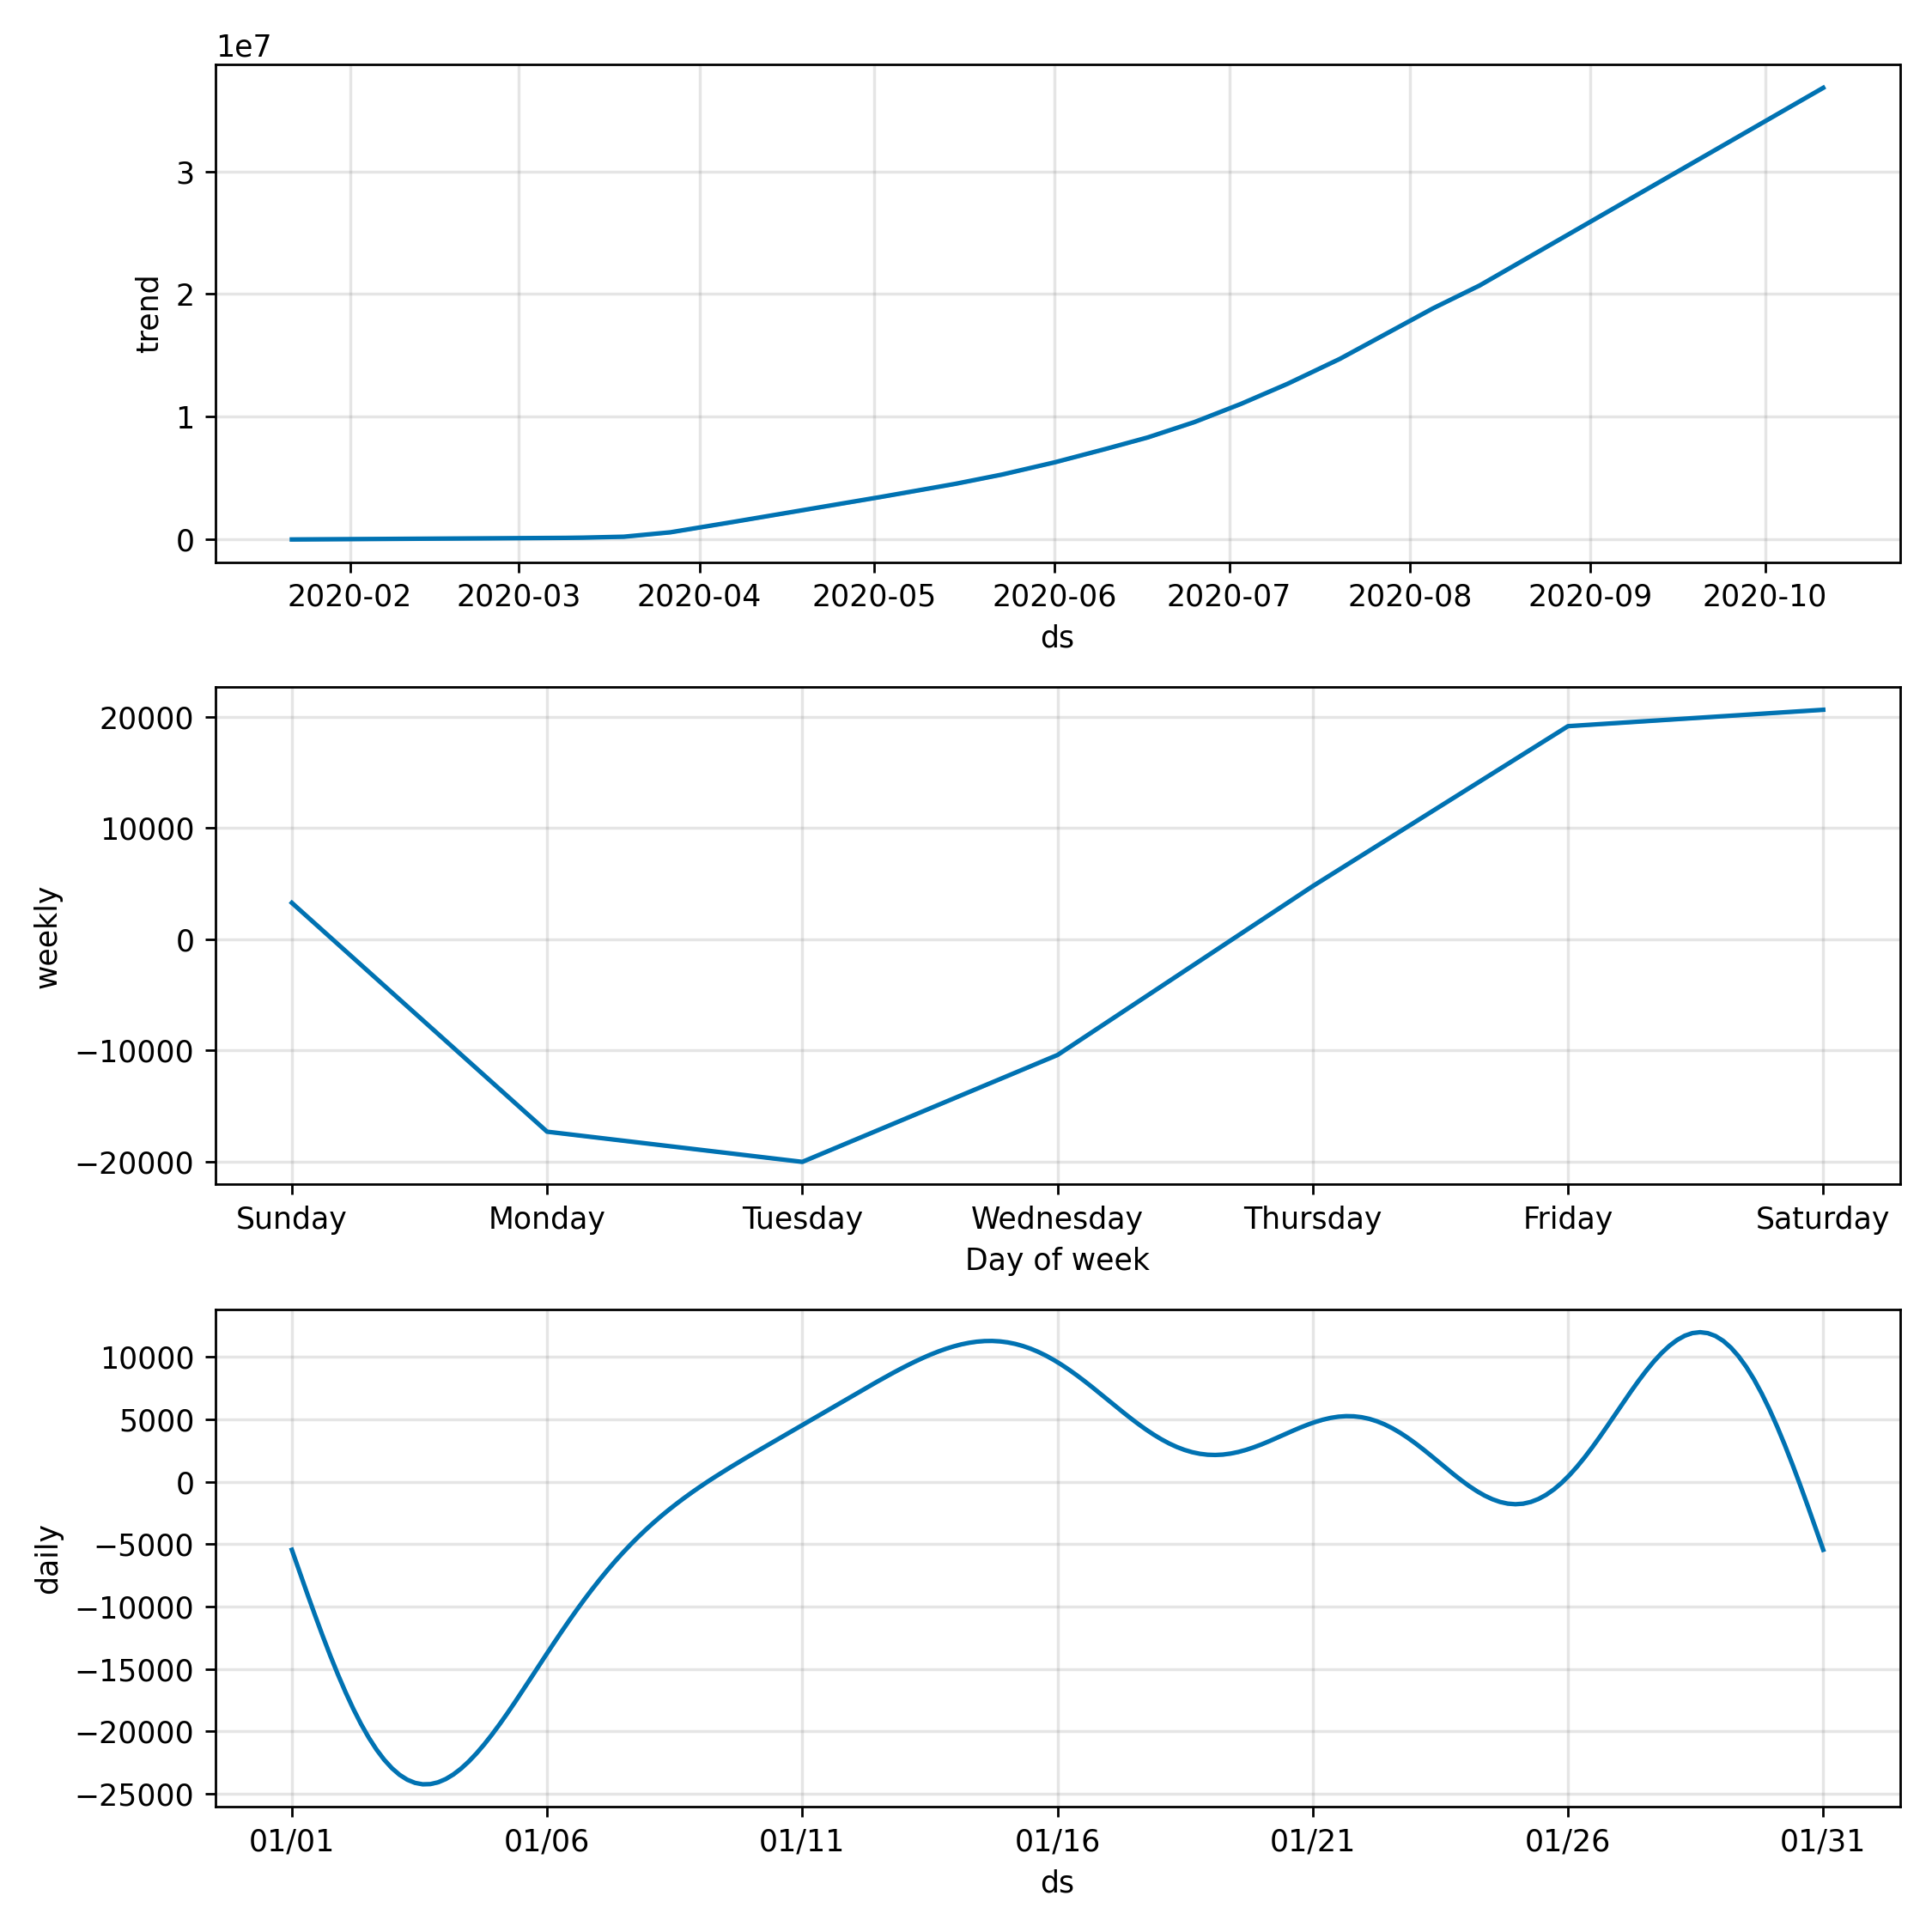 1e7
3
2
1
0
trend
2020-02 2020-03 2020-04 2020-05 2020-06 2020-07 2020-08 2020-09 2020-10
ds
20000
10000
0
−10000
−20000
weekly
Sunday Monday Tuesday Wednesday Thursday Friday Saturday
Day of week
10000
5000
0
−5000
−10000
−15000
−20000
−25000
daily
01/01 01/06 01/11 01/16 01/21 01/26 01/31
ds